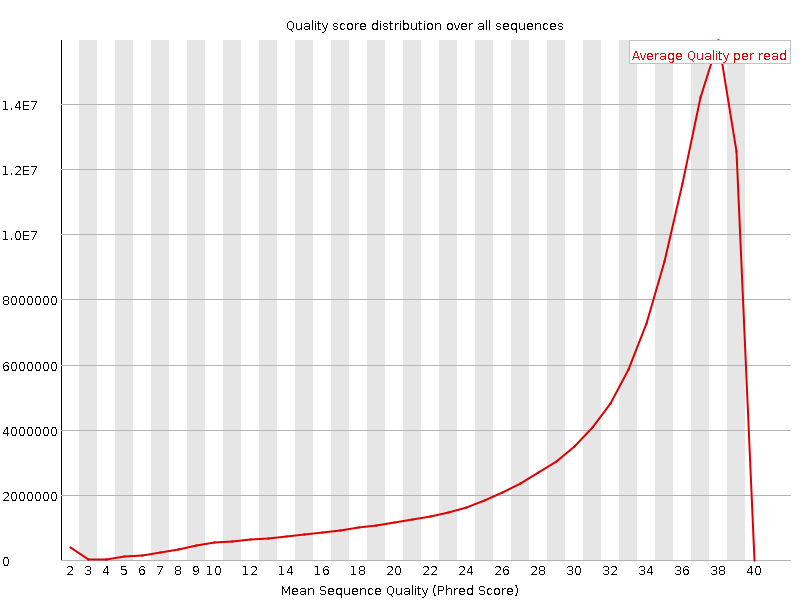 Quality score distribution over all sequences
Average Quality per read
1.4E7
1.2E7
1.0E7
8000000
6000000
4000000
2000000
0
2 3 4 5 6 7 8 9 10 12 14 16 18 20 22 24 26 28 30 32 34 36 38 40
Mean Sequence Quality (Phred Score)